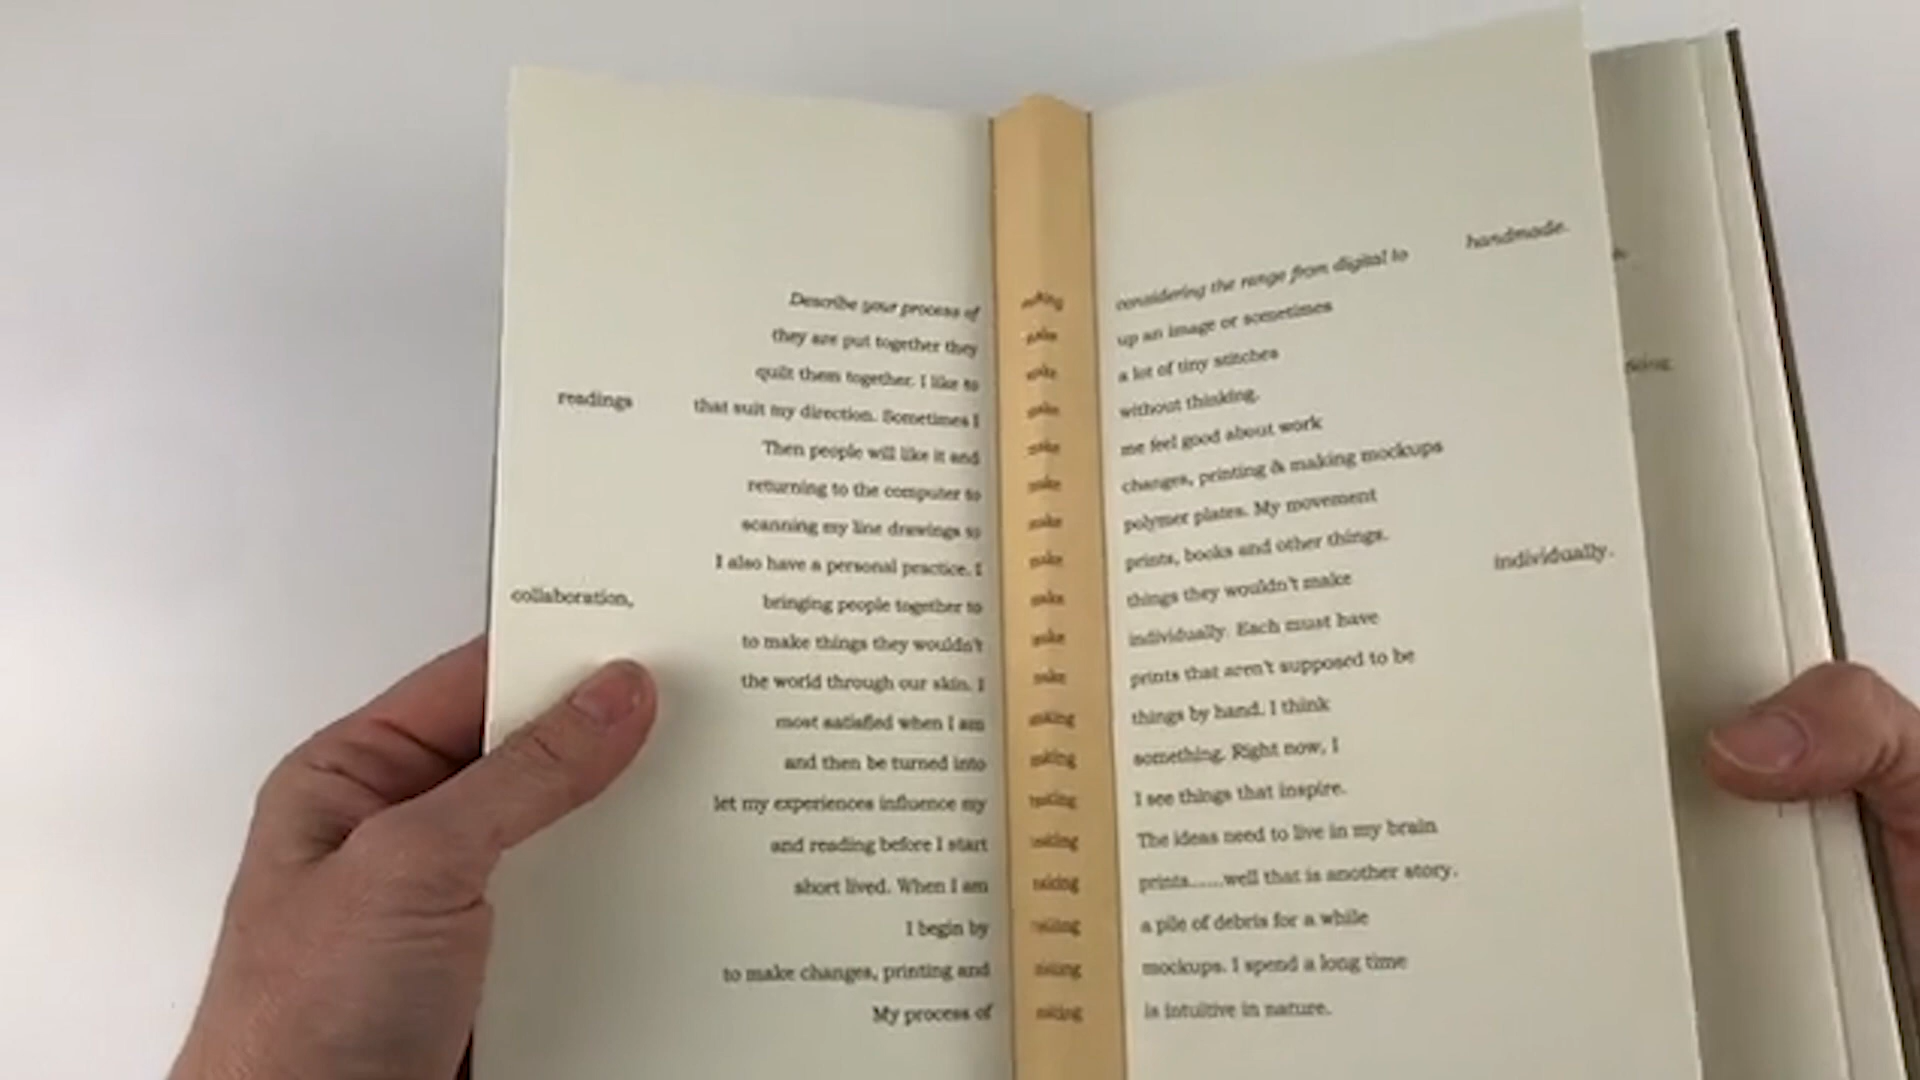 Describe your process of making considering the range from digital to handmade.
they are put together they make up an image or sometimes
quilt them together. I like to make a lot of tiny stitches
readings that suit my direction. Sometimes I make without thinking.
Then people will like it and make me feel good about work
returning to the computer to make changes, printing & making mockups
scanning my line drawings to make polymer plates. My movement
I also have a personal practice. I make prints, books and other things.
collaboration, bringing people together to make things they wouldn't make individually.
to make things they wouldn't make individually. Each must have
the world through our skin. I make prints that aren't supposed to be
most satisfied when I am making things by hand. I think
and then be turned into making something. Right now, I
let my experiences influence my making I see things that inspire.
and reading before I start making The ideas need to live in my brain
short lived. When I am making prints......well that is another story.
I begin by making a pile of debris for a while
to make changes, printing and making mockups. I spend a long time
My process of making is intuitive in nature.